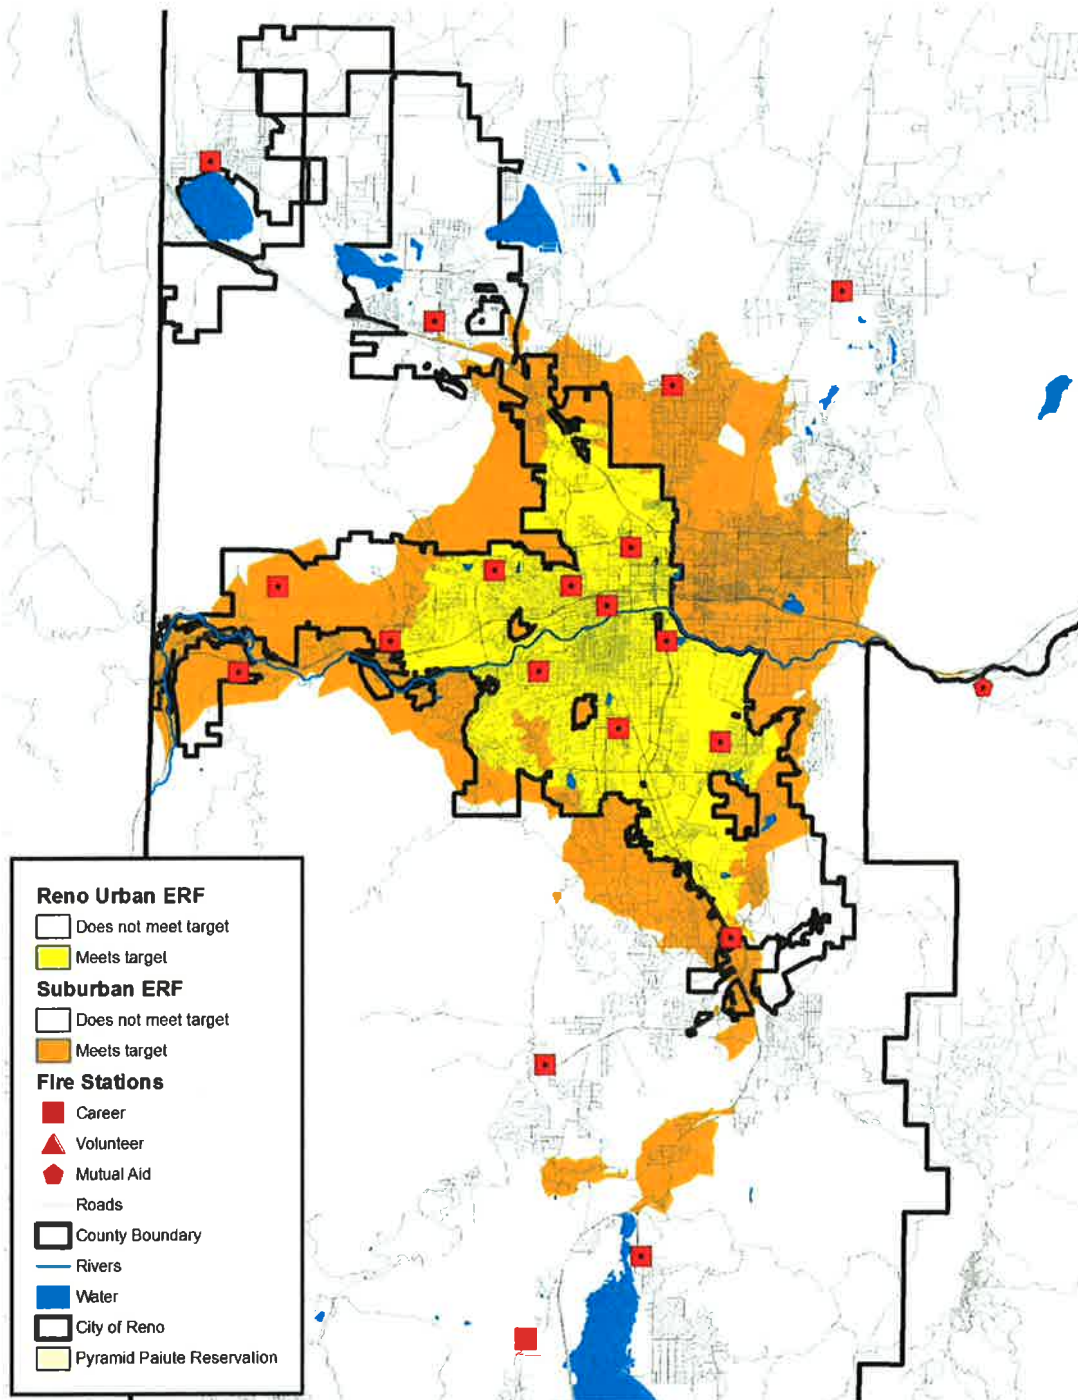 Reno Urban ERF
Does not meet target
Meets target
Suburban ERF
Does not meet target
Meets target
Fire Stations
Career
Volunteer
Mutual Aid
Roads
County Boundary
Rivers
Water
City of Reno
Pyramid Paiute Reservation